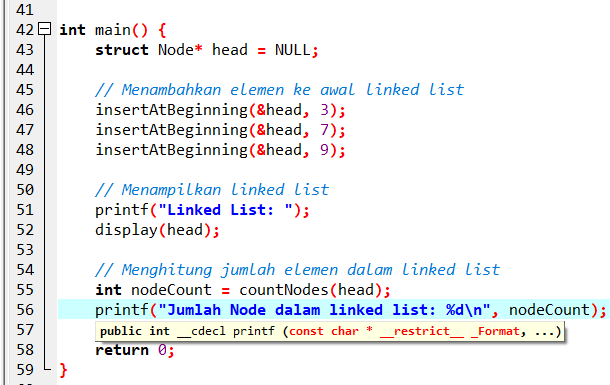 41
42 int main() {
43 struct Node* head = NULL;
44
45 // Menambahkan elemen ke awal linked list
46 insertAtBeginning(&head, 3);
47 insertAtBeginning(&head, 7);
48 insertAtBeginning(&head, 9);
49
50 // Menampilkan linked list
51 printf("Linked List: ");
52 display(head);
53
54 // Menghitung jumlah elemen dalam linked list
55 int nodeCount = countNodes(head);
56 printf("Jumlah Node dalam linked list: %d\n", nodeCount);
57 public int __cdecl printf (const char * __restrict__ _Format, ...)
58 return 0;
59 }